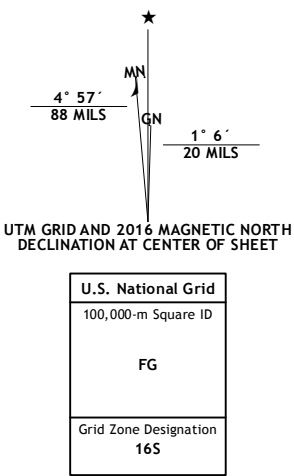 ★
MN
GN
4° 57´
88 MILS
1° 6´
20 MILS
UTM GRID AND 2016 MAGNETIC NORTH
DECLINATION AT CENTER OF SHEET
U.S. National Grid
100,000-m Square ID
FG
Grid Zone Designation
16S